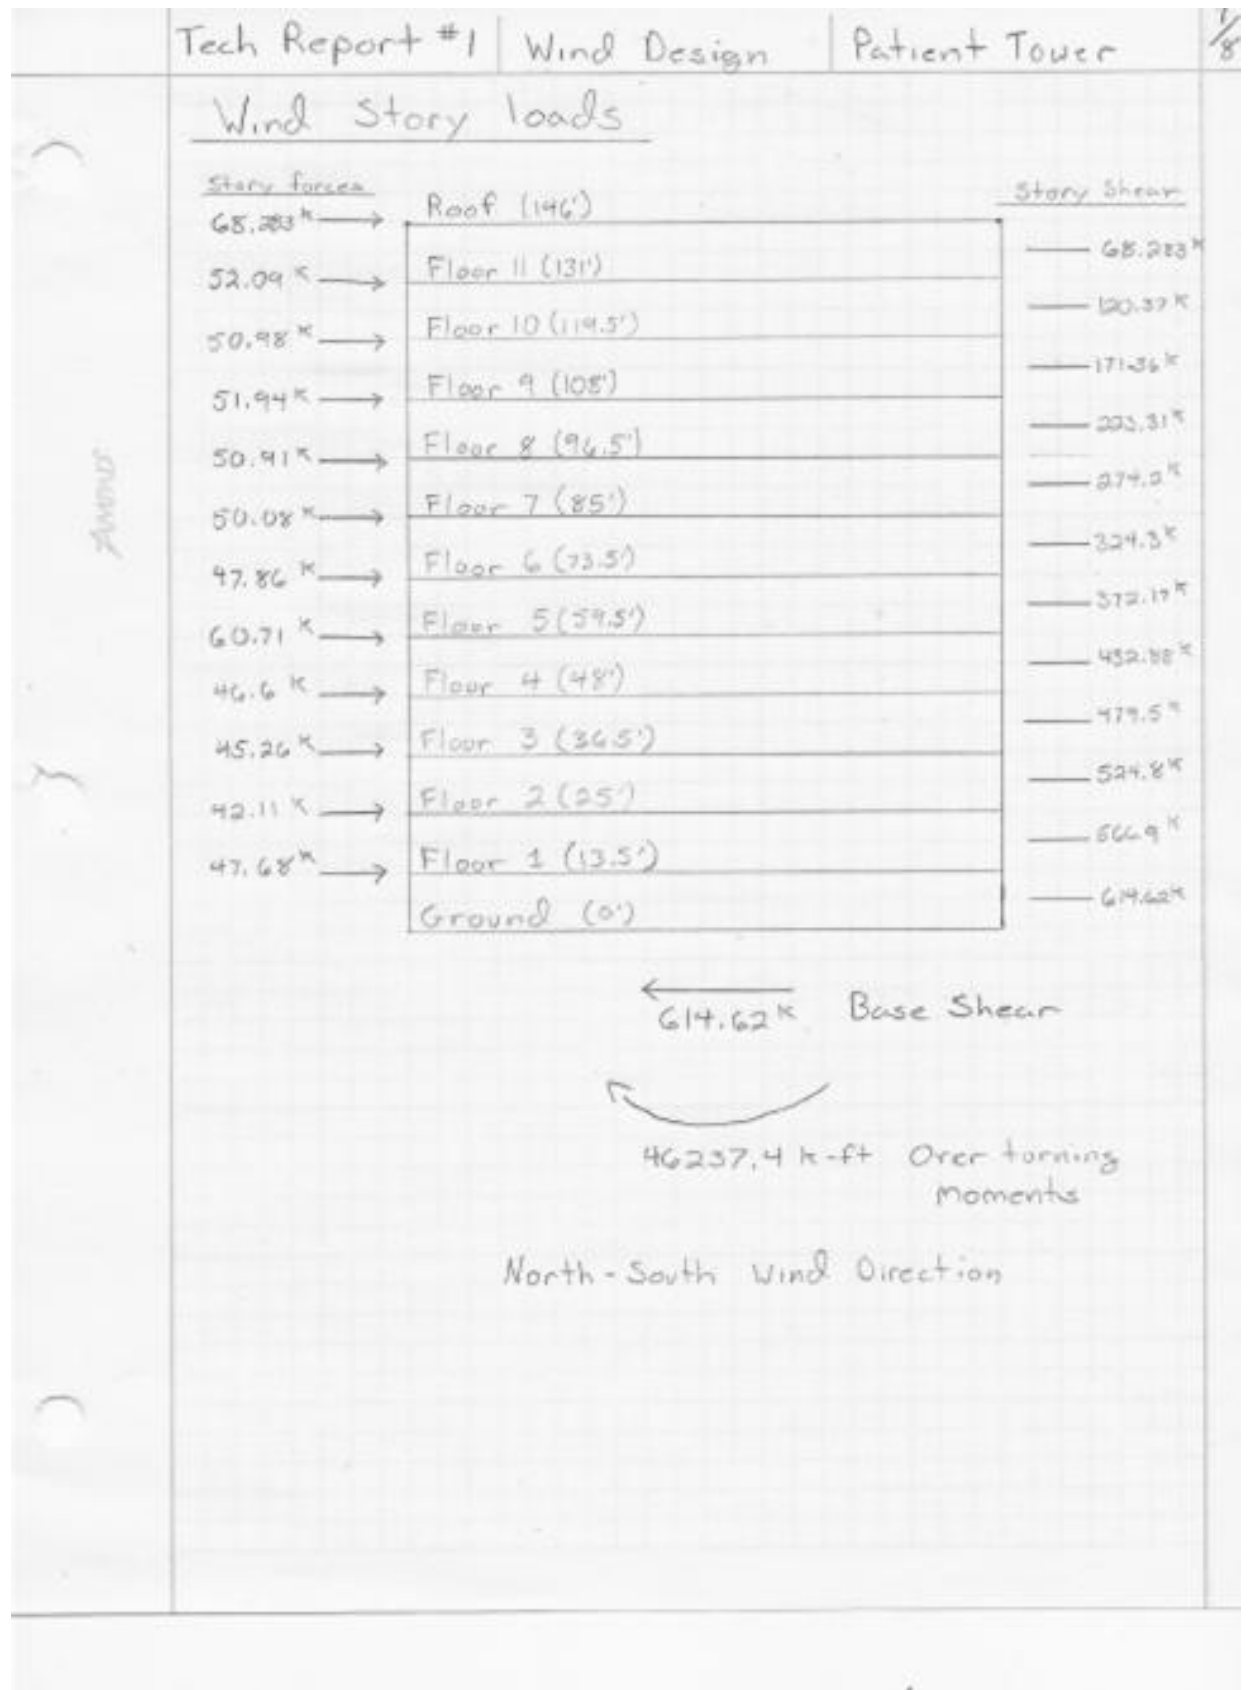 Tech Report #1 Wind Design Patient Tower 1/8
Wind Story loads
Story forces Story Shear
68.283k Roof (146')
68.283k
52.09k Floor 11 (131')
120.37k
50.98k Floor 10 (119.5')
171.36k
51.94k Floor 9 (108')
223.31k
50.91k Floor 8 (96.5')
274.2k
50.08k Floor 7 (85')
324.3k
47.86k Floor 6 (73.5')
372.17k
60.71k Floor 5 (59.5')
432.88k
46.6k Floor 4 (48')
479.5k
45.26k Floor 3 (36.5')
524.8k
42.11k Floor 2 (25')
566.9k
47.68k Floor 1 (13.5')
614.62k
Ground (0')
614.62k Base Shear
46237.4 k-ft Over turning
moments
North-South Wind Direction